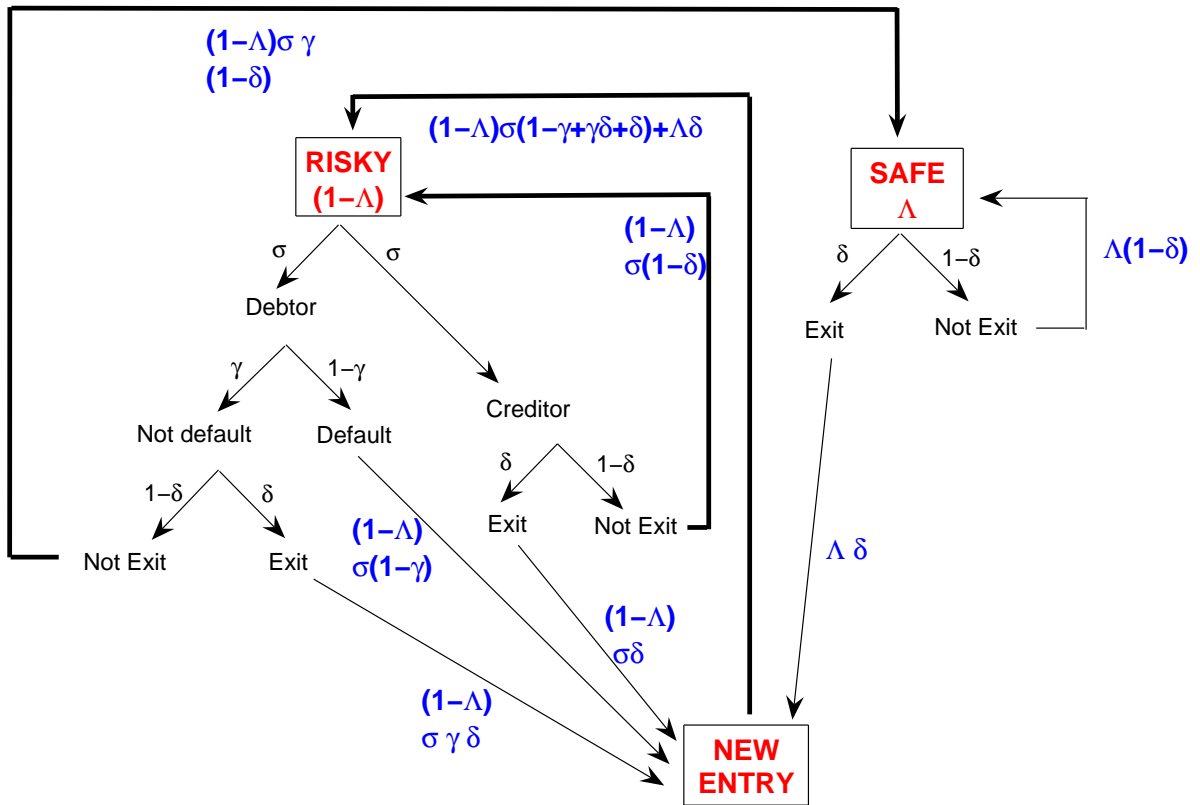 (1−Λ)σ γ
(1−δ)
(1−Λ)σ(1−γ+γδ+δ)+Λδ
RISKY
(1−Λ)
SAFE
Λ
(1−Λ)
σ(1−δ)
Λ(1−δ)
σ
σ
δ
1−δ
Debtor
Exit
Not Exit
γ
1−γ
Creditor
Not default
Default
δ
1−δ
1−δ
δ
Exit
Not Exit
Not Exit
Exit
(1−Λ)
σ(1−γ)
Λ δ
(1−Λ)
σδ
(1−Λ)
σ γ δ
NEW
ENTRY